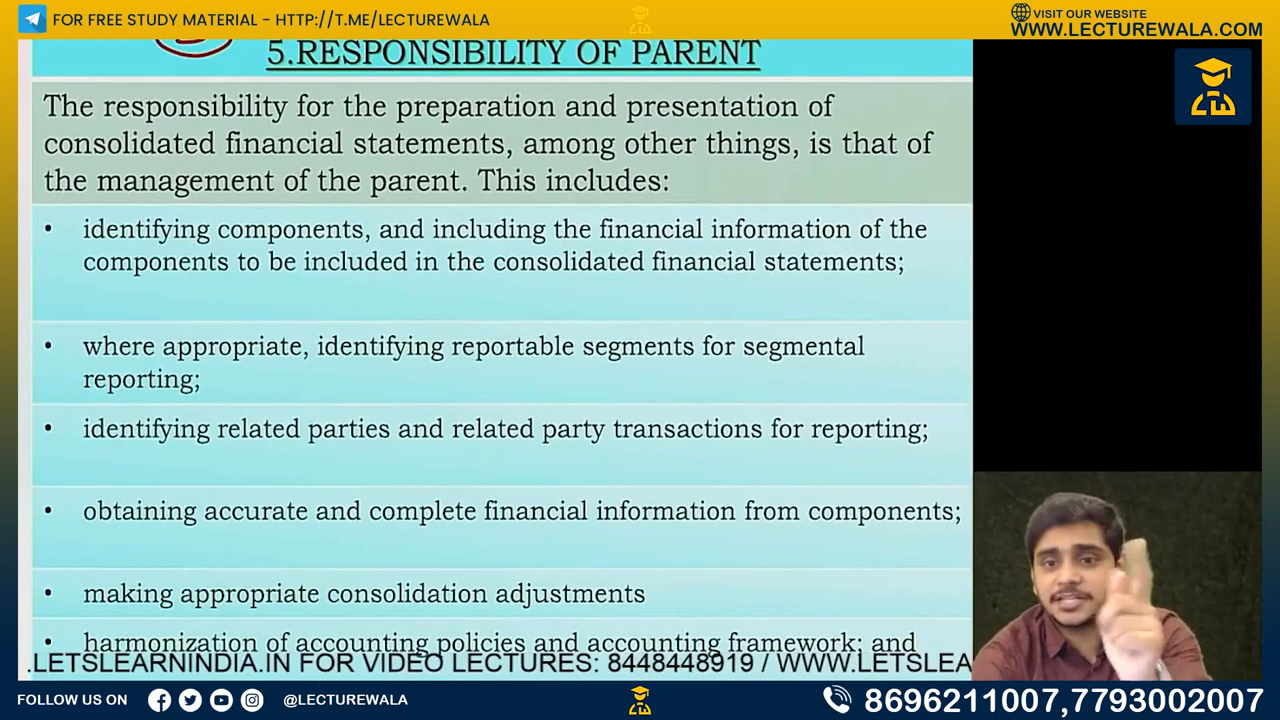 FOR FREE STUDY MATERIAL - HTTP://T.ME/LECTUREWALA
VISIT OUR WEBSITE
WWW.LECTUREWALA.COM
5.RESPONSIBILITY OF PARENT
The responsibility for the preparation and presentation of
consolidated financial statements, among other things, is that of
the management of the parent. This includes:
• identifying components, and including the financial information of the
components to be included in the consolidated financial statements;
• where appropriate, identifying reportable segments for segmental
reporting;
• identifying related parties and related party transactions for reporting;
• obtaining accurate and complete financial information from components;
• making appropriate consolidation adjustments
• harmonization of accounting policies and accounting framework; and
.LETSLEARNINDIA.IN FOR VIDEO LECTURES: 8448448919 / WWW.LETSLEA
FOLLOW US ON
@LECTUREWALA
8696211007,7793002007